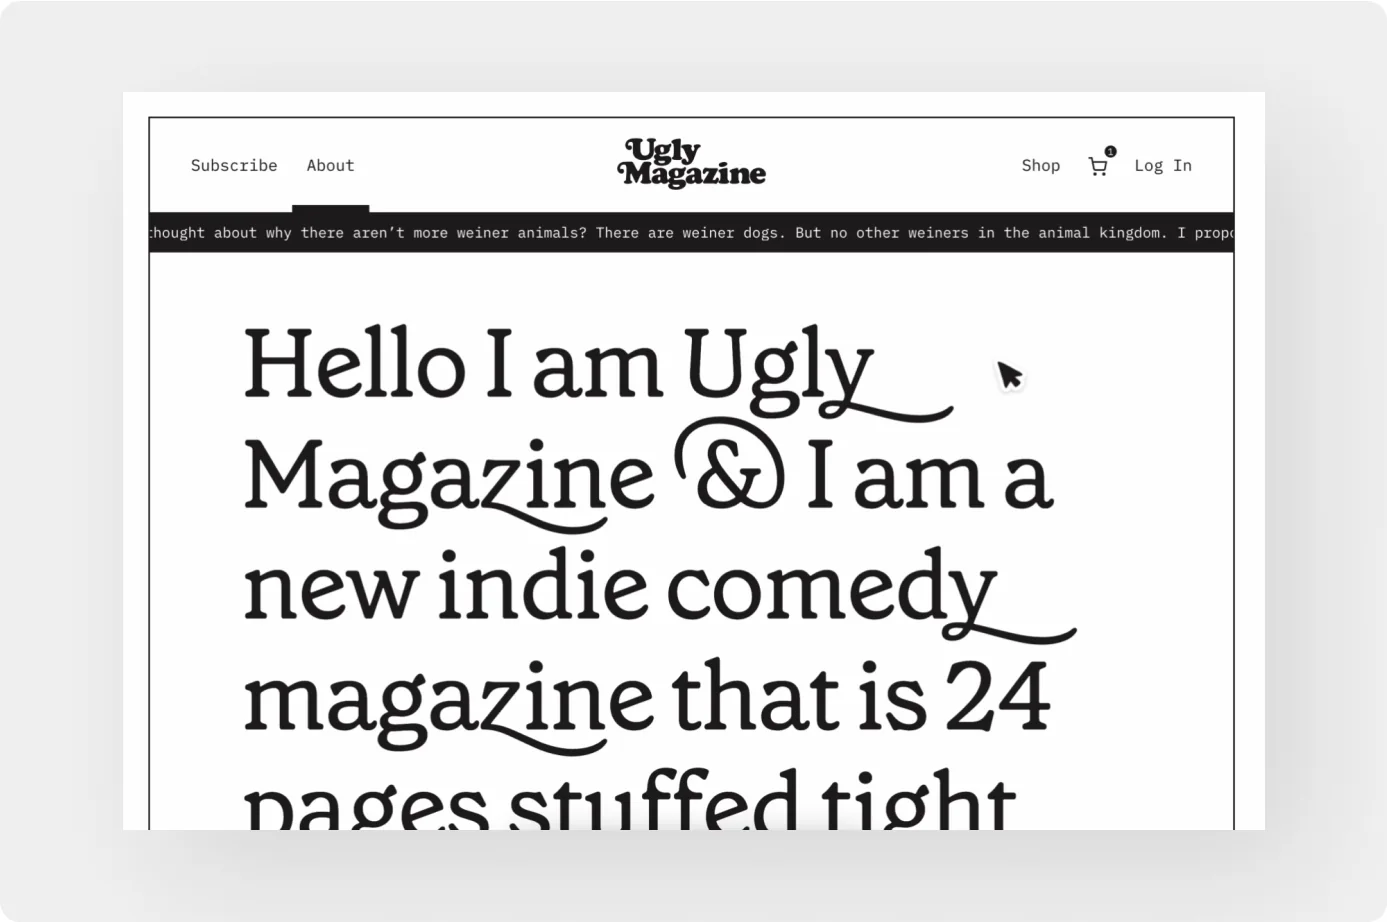 Subscribe About
Ugly
Magazine
Shop 1 Log In
about why there aren’t more weiner animals? There are weiner dogs. But no other weiners in the animal kingdom. I
Hello I am Ugly
Magazine & I am a
new indie comedy
magazine that is 24
pages stuffed tight